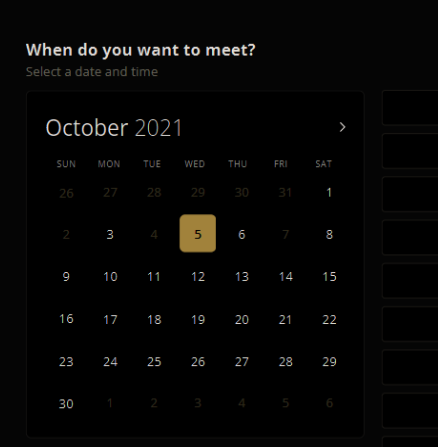 When do you want to meet?
Select a date and time
October 2021
SUN MON TUE WED THU FRI SAT
26 27 28 29 30 31 1
2 3 4 5 6 7 8
9 10 11 12 13 14 15
16 17 18 19 20 21 22
23 24 25 26 27 28 29
30 1 2 3 4 5 6